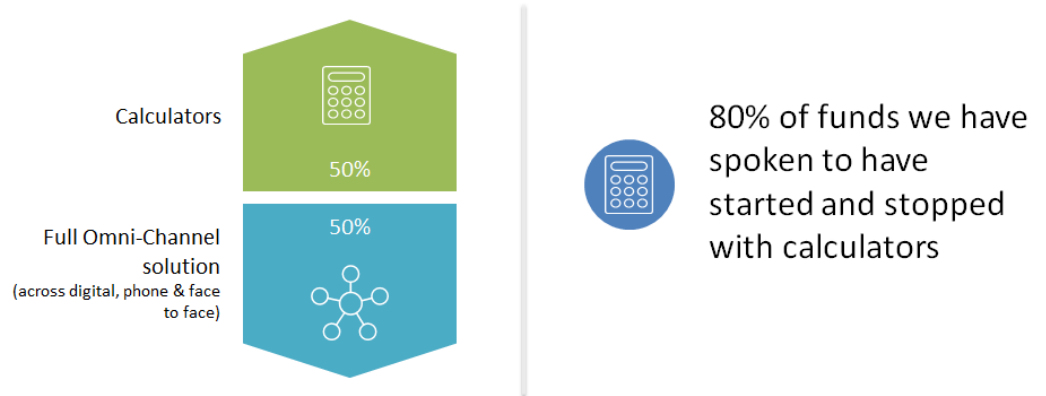 Calculators
50%
50%
Full Omni-Channel
solution
(across digital, phone & face
to face)
80% of funds we have
spoken to have
started and stopped
with calculators